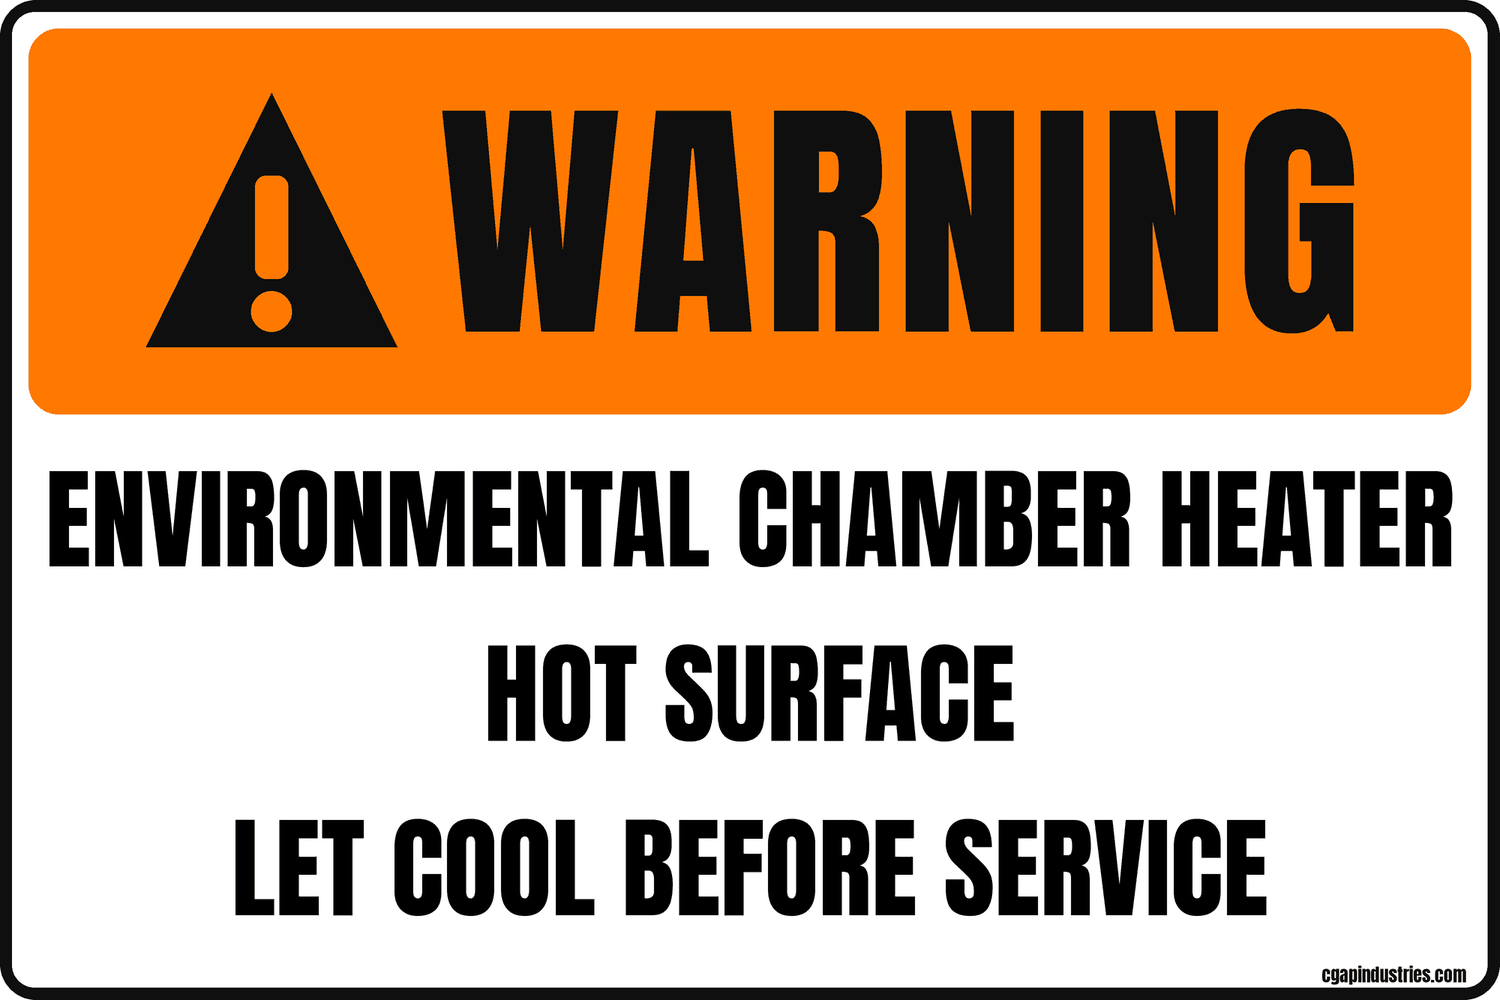 WARNING
ENVIRONMENTAL CHAMBER HEATER
HOT SURFACE
LET COOL BEFORE SERVICE
cgapindustries.com